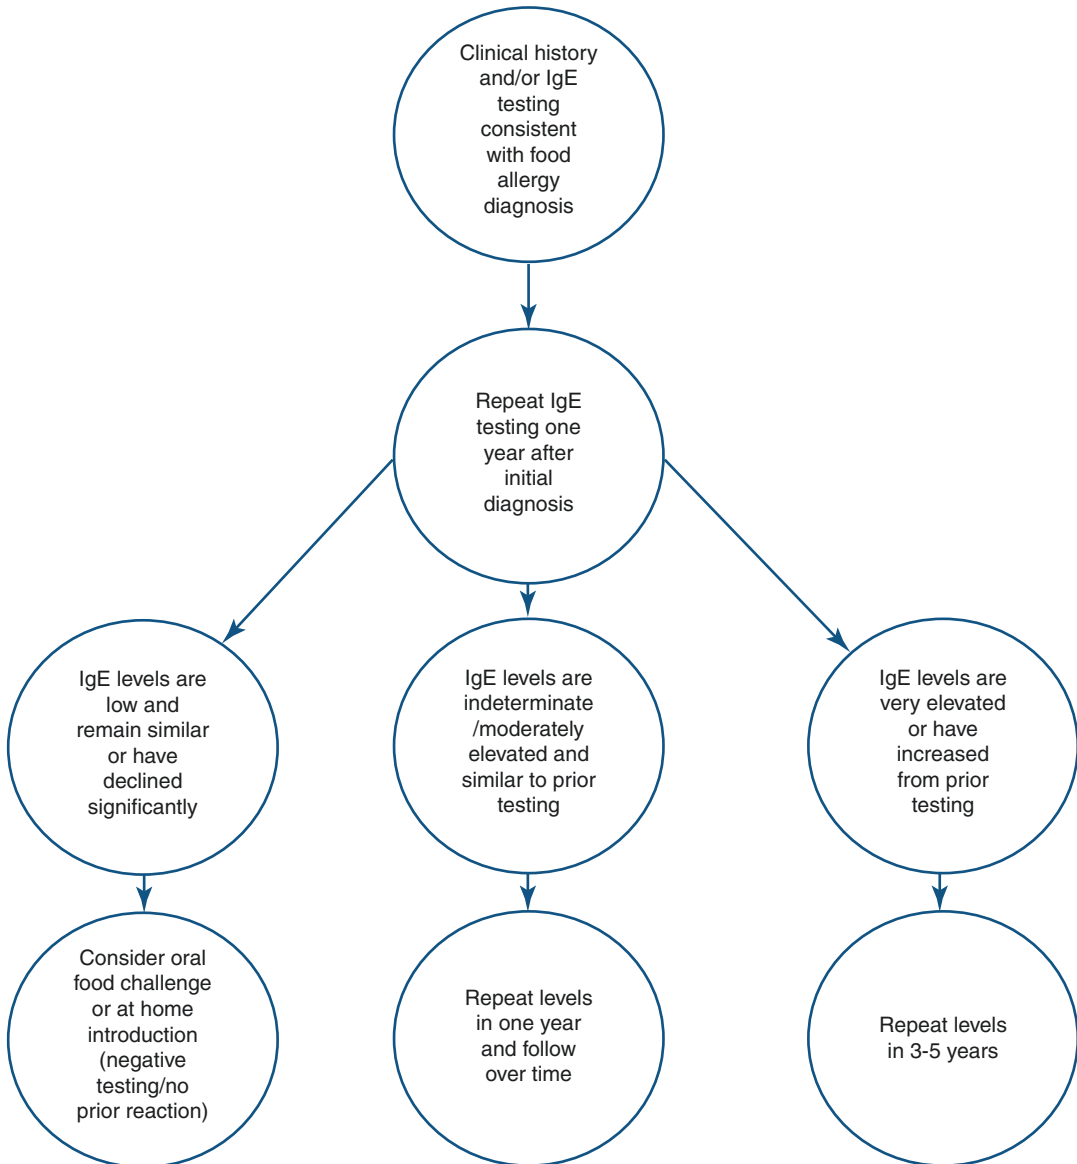 Clinical history
and/or IgE
testing
consistent
with food
allergy
diagnosis
Repeat IgE
testing one
year after
initial
diagnosis
IgE levels are
low and
remain similar
or have
declined
significantly
IgE levels are
indeterminate
/moderately
elevated and
similar to prior
testing
IgE levels are
very elevated
or have
increased
from prior
testing
Consider oral
food challenge
or at home
introduction
(negative
testing/no
prior reaction)
Repeat levels
in one year
and follow
over time
Repeat levels
in 3-5 years